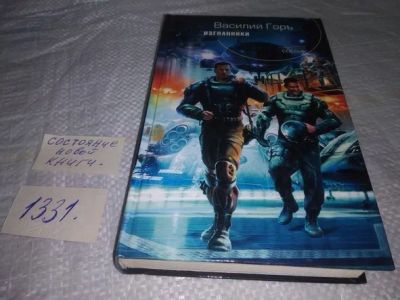 Василий Горъ
ИЗГНАННИКИ
состояние
новой
книги.
1331.